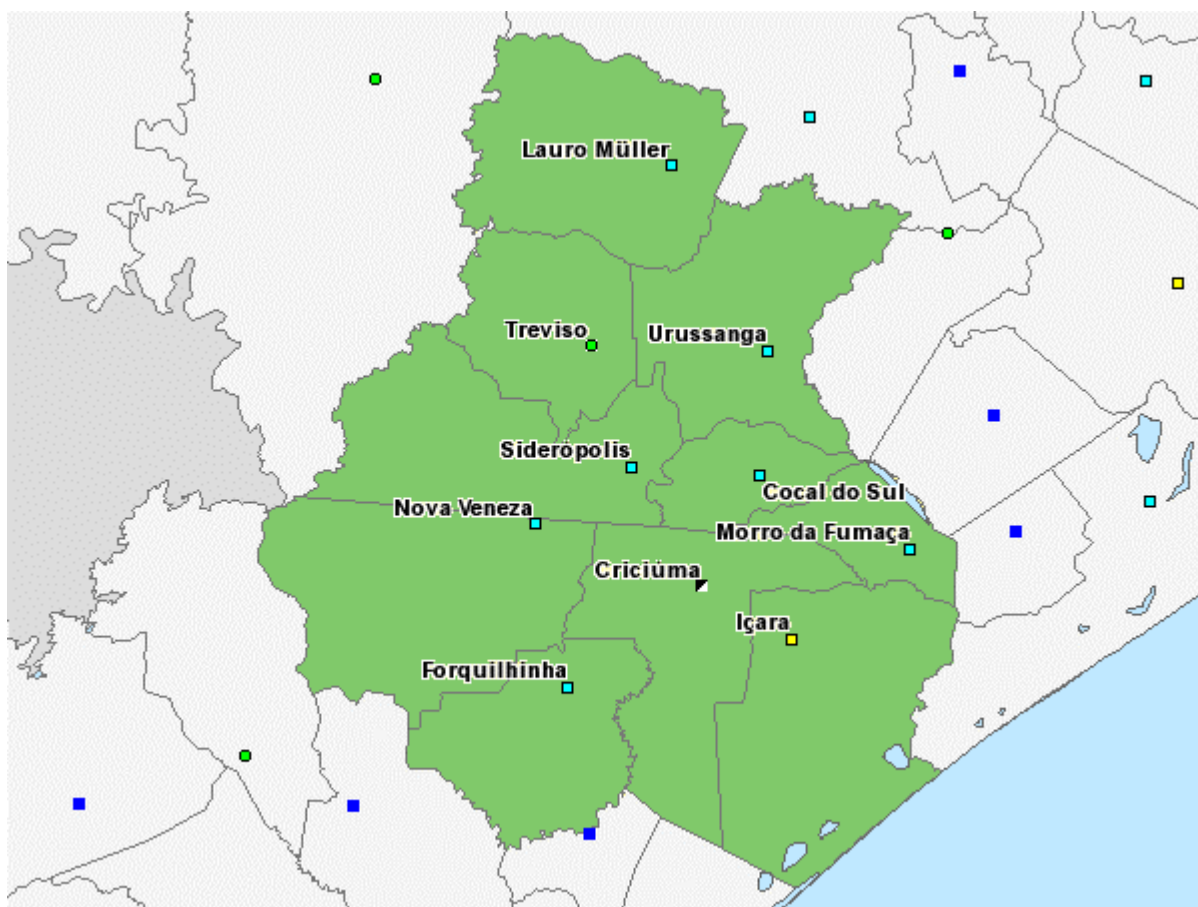 Lauro Müller
Treviso
Urussanga
Siderópolis
Cocal do Sul
Nova Veneza
Morro da Fumaça
Criciúma
Içara
Forquilhinha